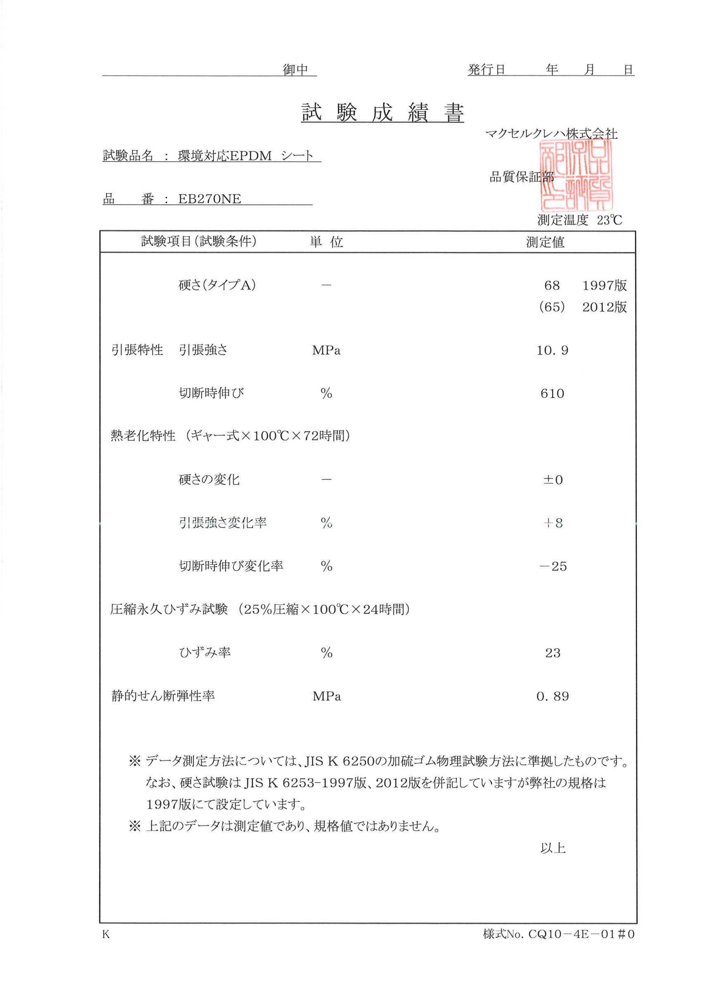 御中
発行日 年 月 日
試験成績書
マクセルクレハ株式会社
試験品名 : 環境対応EPDM シート
品質保証部
品質保証部之印
品 番 : EB270NE
測定温度 23℃
試験項目(試験条件) 単位 測定値
硬さ(タイプA) － 68 1997版
(65) 2012版
引張特性 引張強さ MPa 10.9
切断時伸び % 610
熱老化特性 (ギャー式×100℃×72時間)
硬さの変化 － ±0
引張強さ変化率 % +8
切断時伸び変化率 % －25
圧縮永久ひずみ試験 (25%圧縮×100℃×24時間)
ひずみ率 % 23
静的せん断弾性率 MPa 0.89
※ データ測定方法については、JIS K 6250の加硫ゴム物理試験方法に準拠したものです。
なお、硬さ試験は JIS K 6253-1997版、2012版を併記していますが弊社の規格は
1997版にて設定しています。
※ 上記のデータは測定値であり、規格値ではありません。
以上
K 様式No. CQ10－4E－01#0